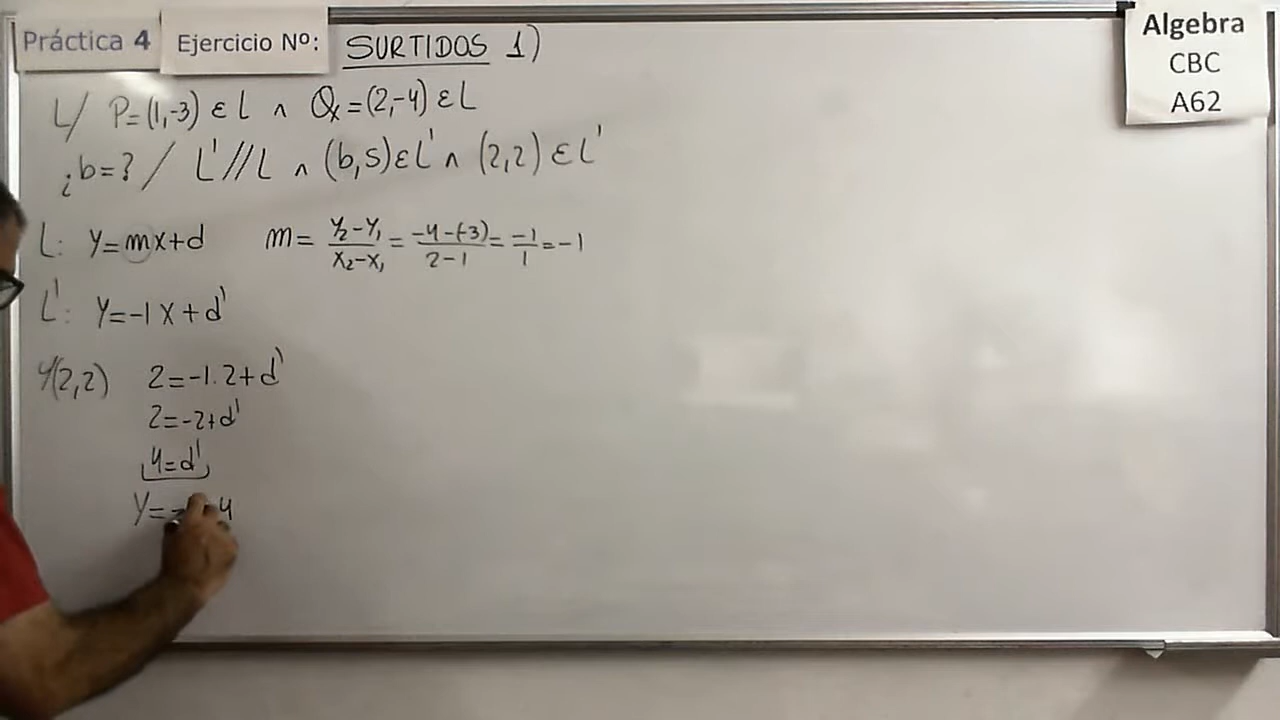 Práctica 4 Ejercicio Nº: SURTIDOS 1)
Algebra
CBC
A62
L/ P=(1,-3) ε L ∧ Q=(2,-4) ε L
¿b=? / L'//L ∧ (b,5) ε L' ∧ (2,2) ε L'
L: y=mx+d m= y₂-y₁/x₂-x₁ = -4-(-3)/2-1 = -1/1 = -1
L': y=-1x+d'
(2,2) 2=-1.2+d'
2=-2+d'
4=d'
y=- 4